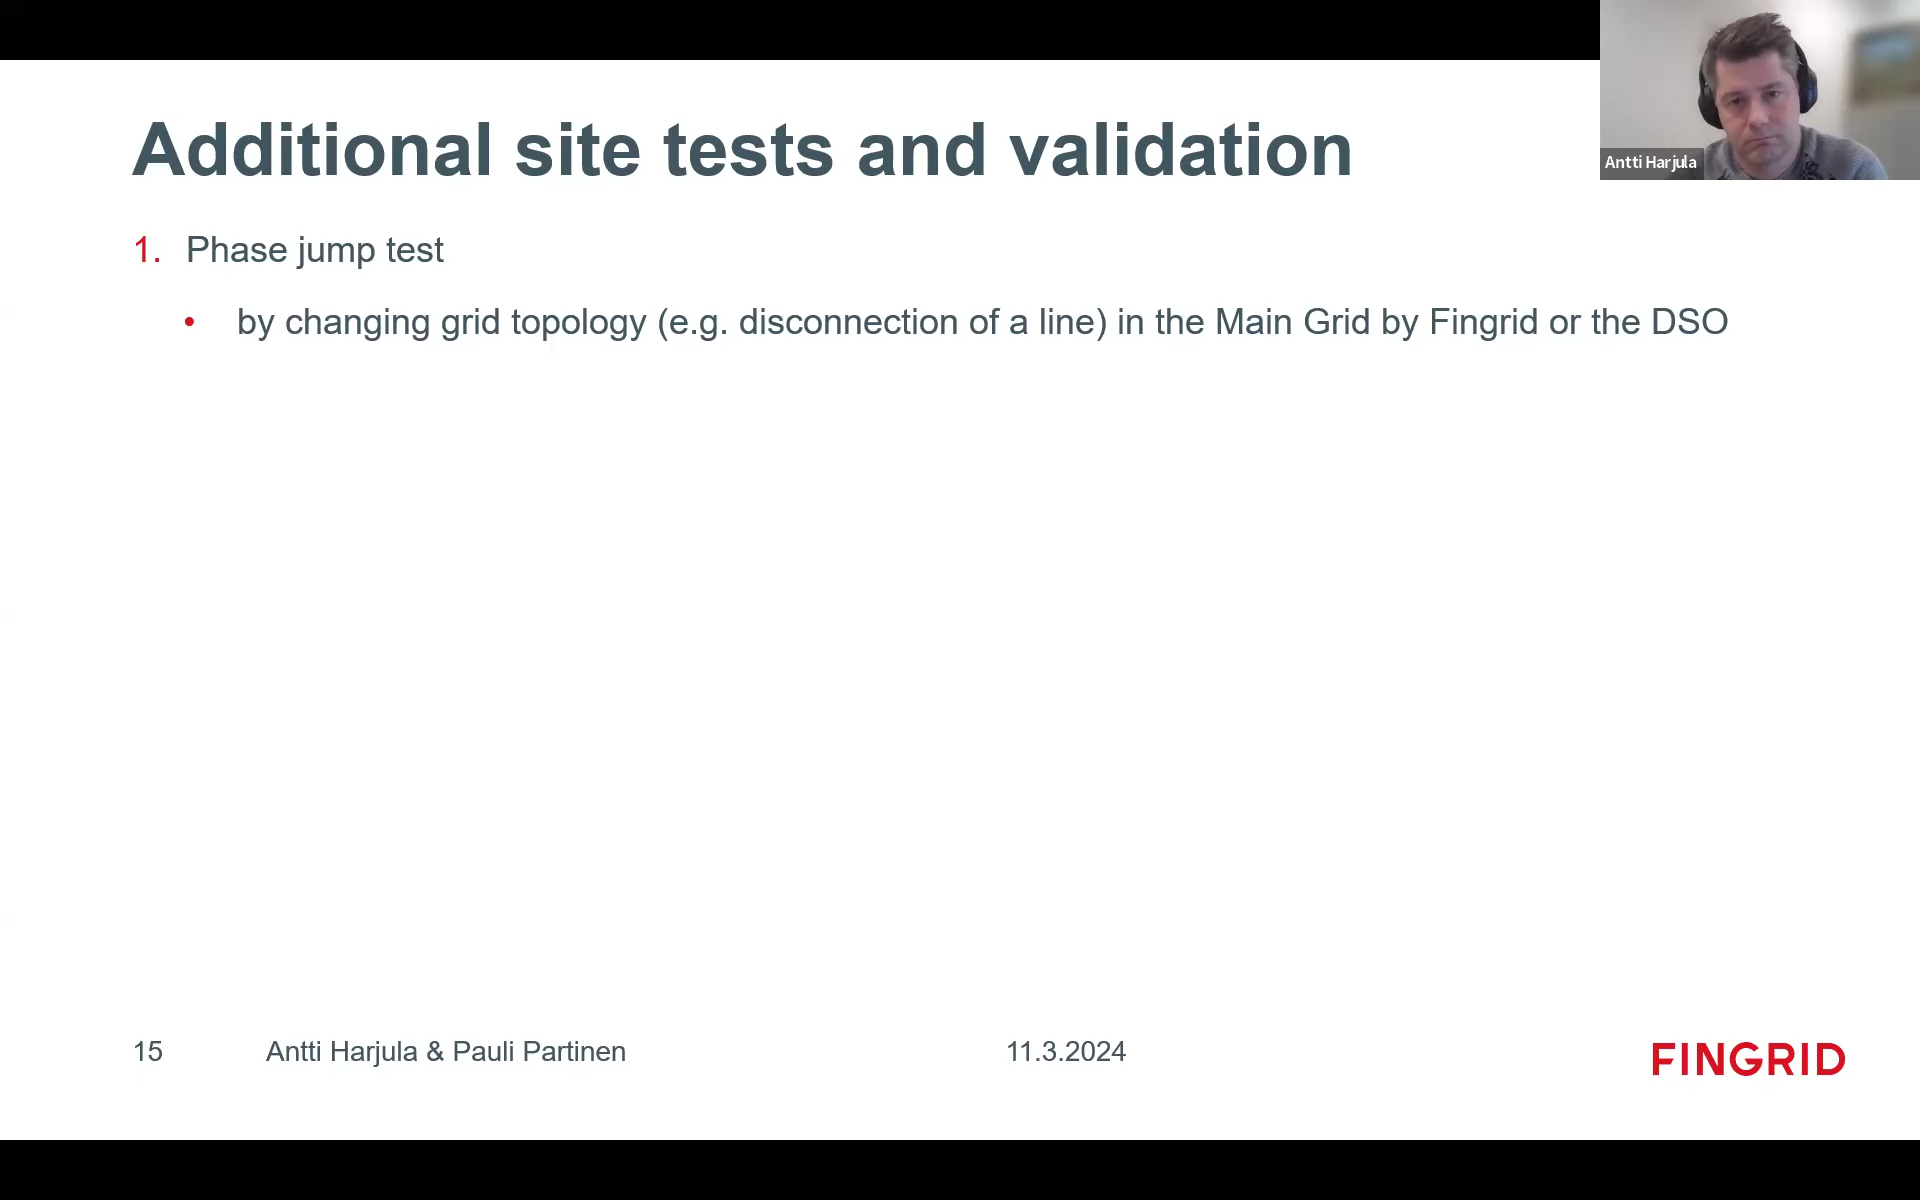 Additional site tests and validation
Antti Harjula
1. Phase jump test
• by changing grid topology (e.g. disconnection of a line) in the Main Grid by Fingrid or the DSO
15 Antti Harjula & Pauli Partinen 11.3.2024 FINGRID